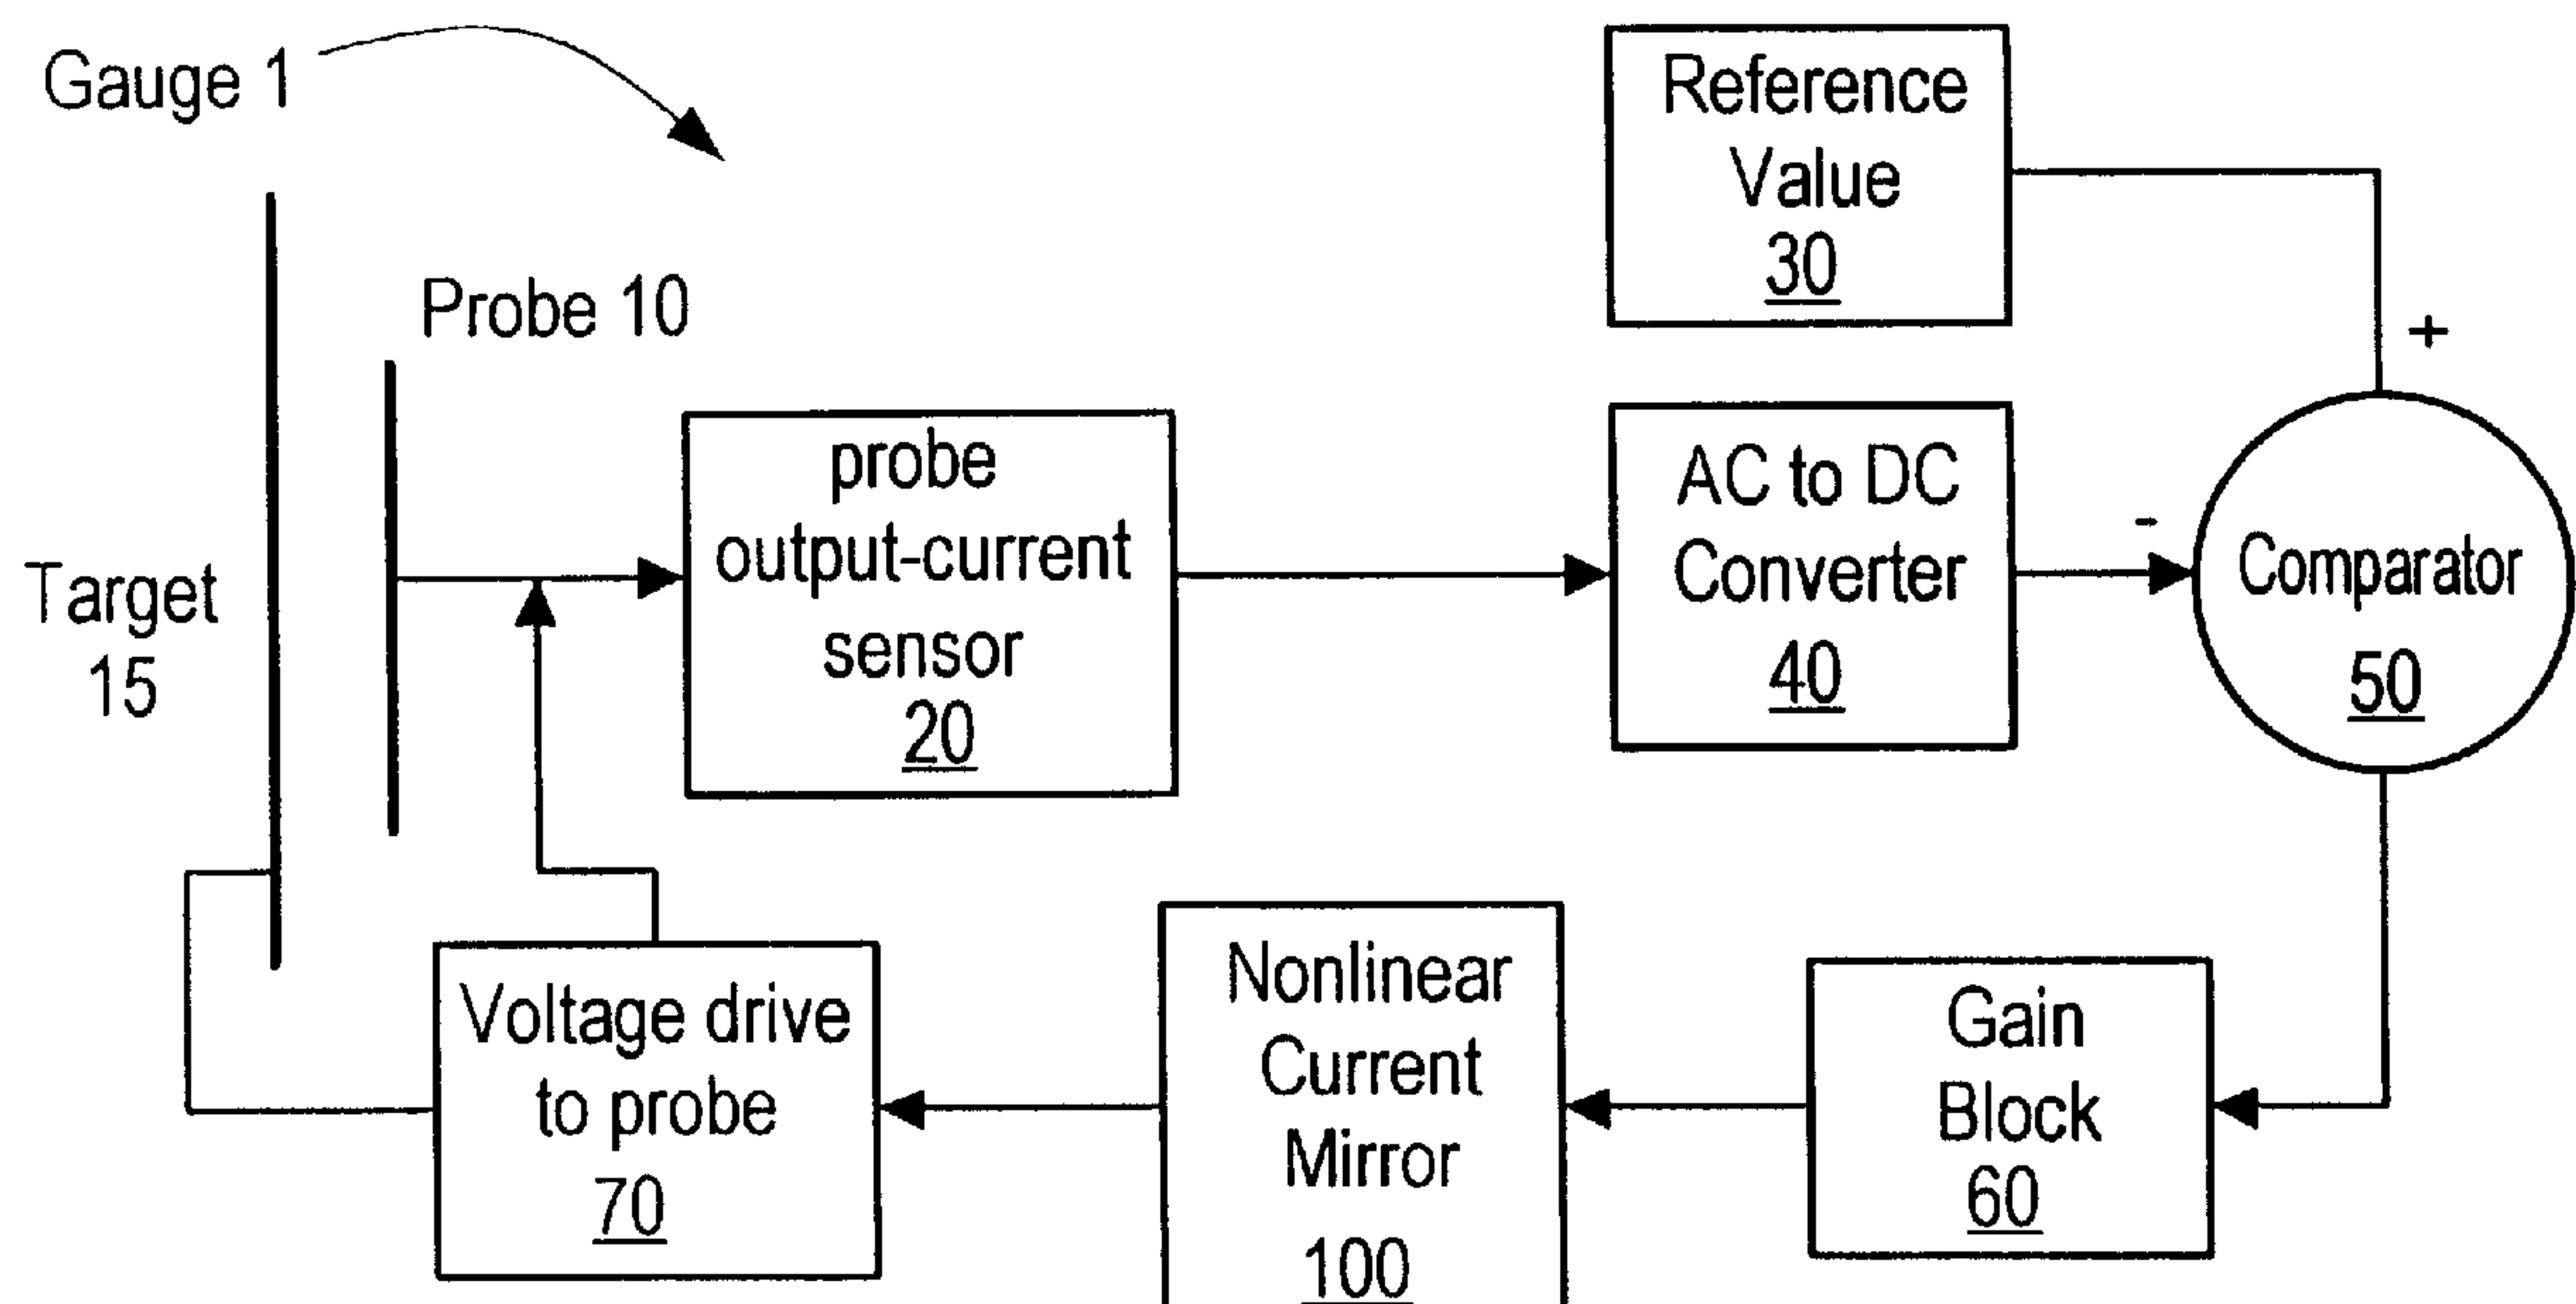 Gauge 1
Reference
Value
30
+
Probe 10
probe
output-current
sensor
20
AC to DC
Converter
40
-
Comparator
50
Target
15
Voltage drive
to probe
70
Nonlinear
Current
Mirror
100
Gain
Block
60